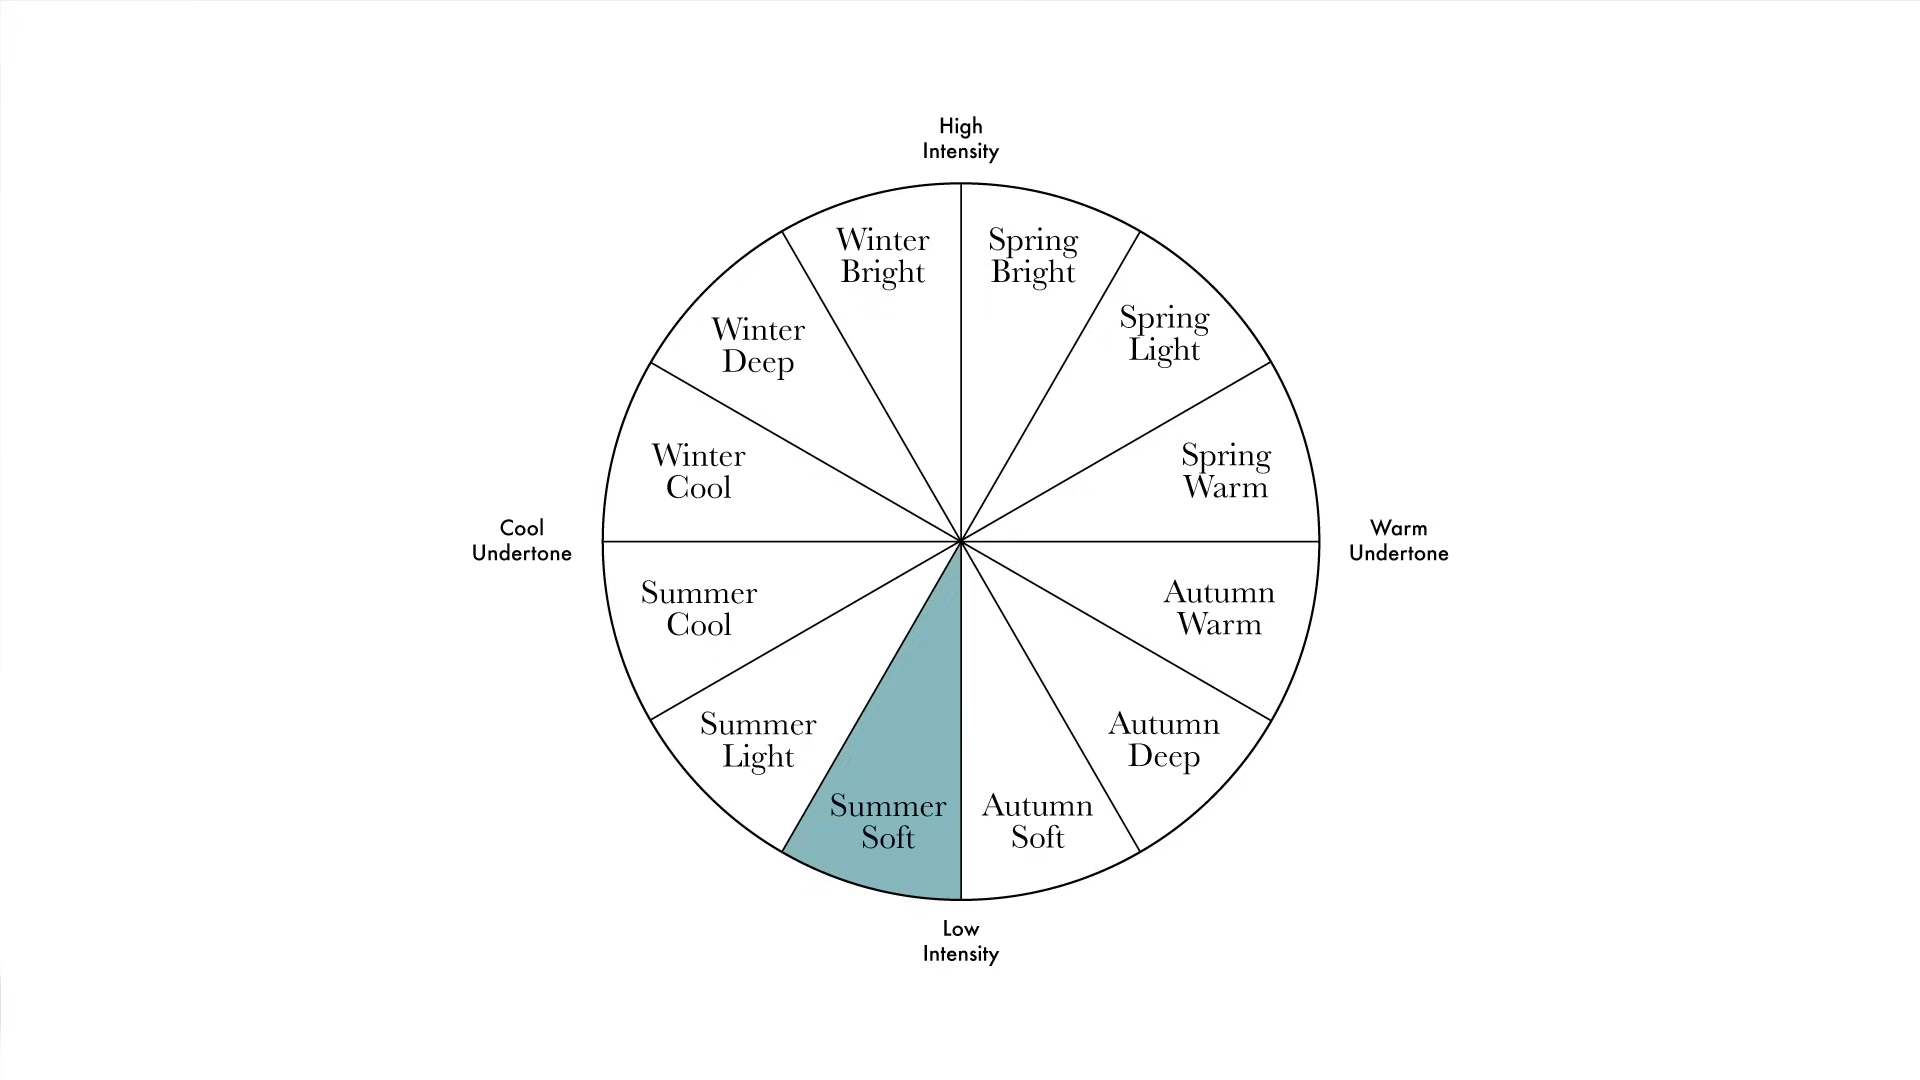 High
Intensity
Winter
Bright
Spring
Bright
Winter
Deep
Spring
Light
Winter
Cool
Spring
Warm
Cool
Undertone
Warm
Undertone
Summer
Cool
Autumn
Warm
Summer
Light
Autumn
Deep
Summer
Soft
Autumn
Soft
Low
Intensity